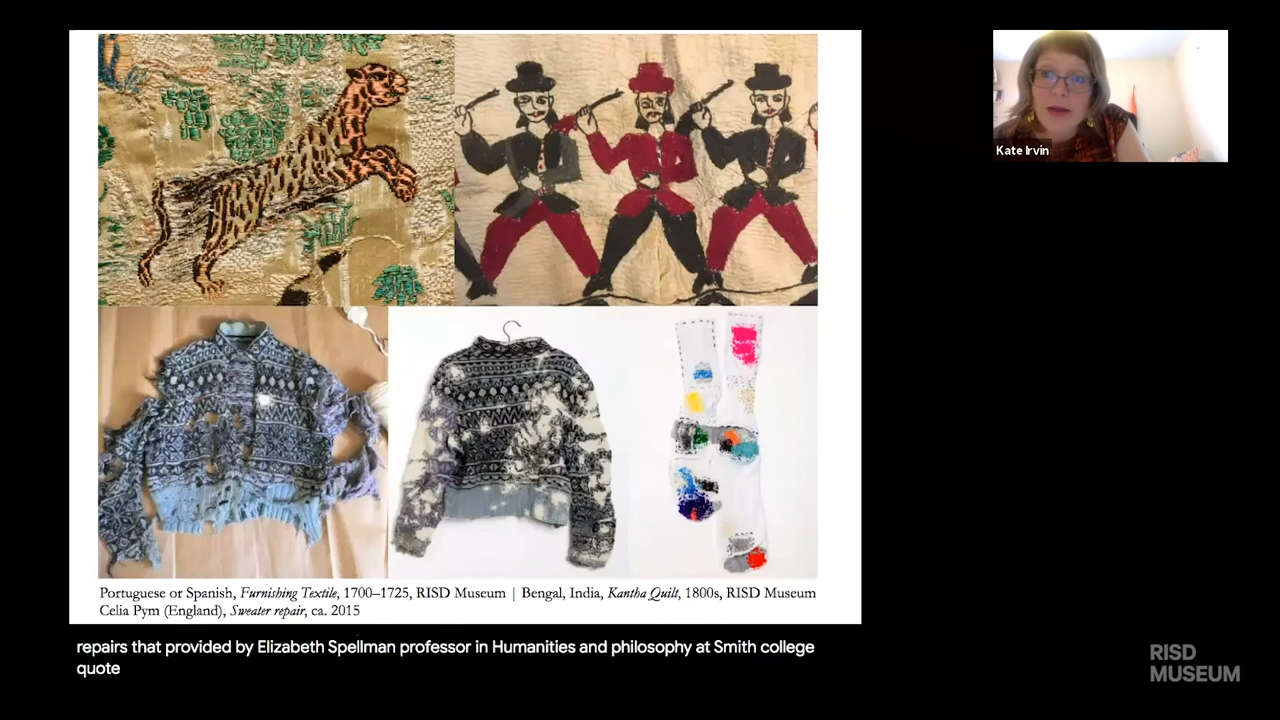 Kate Irvin
Portuguese or Spanish, Furnishing Textile, 1700–1725, RISD Museum | Bengal, India, Kantha Quilt, 1800s, RISD Museum
Celia Pym (England), Sweater repair, ca. 2015
repairs that provided by Elizabeth Spellman professor in Humanities and philosophy at Smith college
quote
RISD
MUSEUM